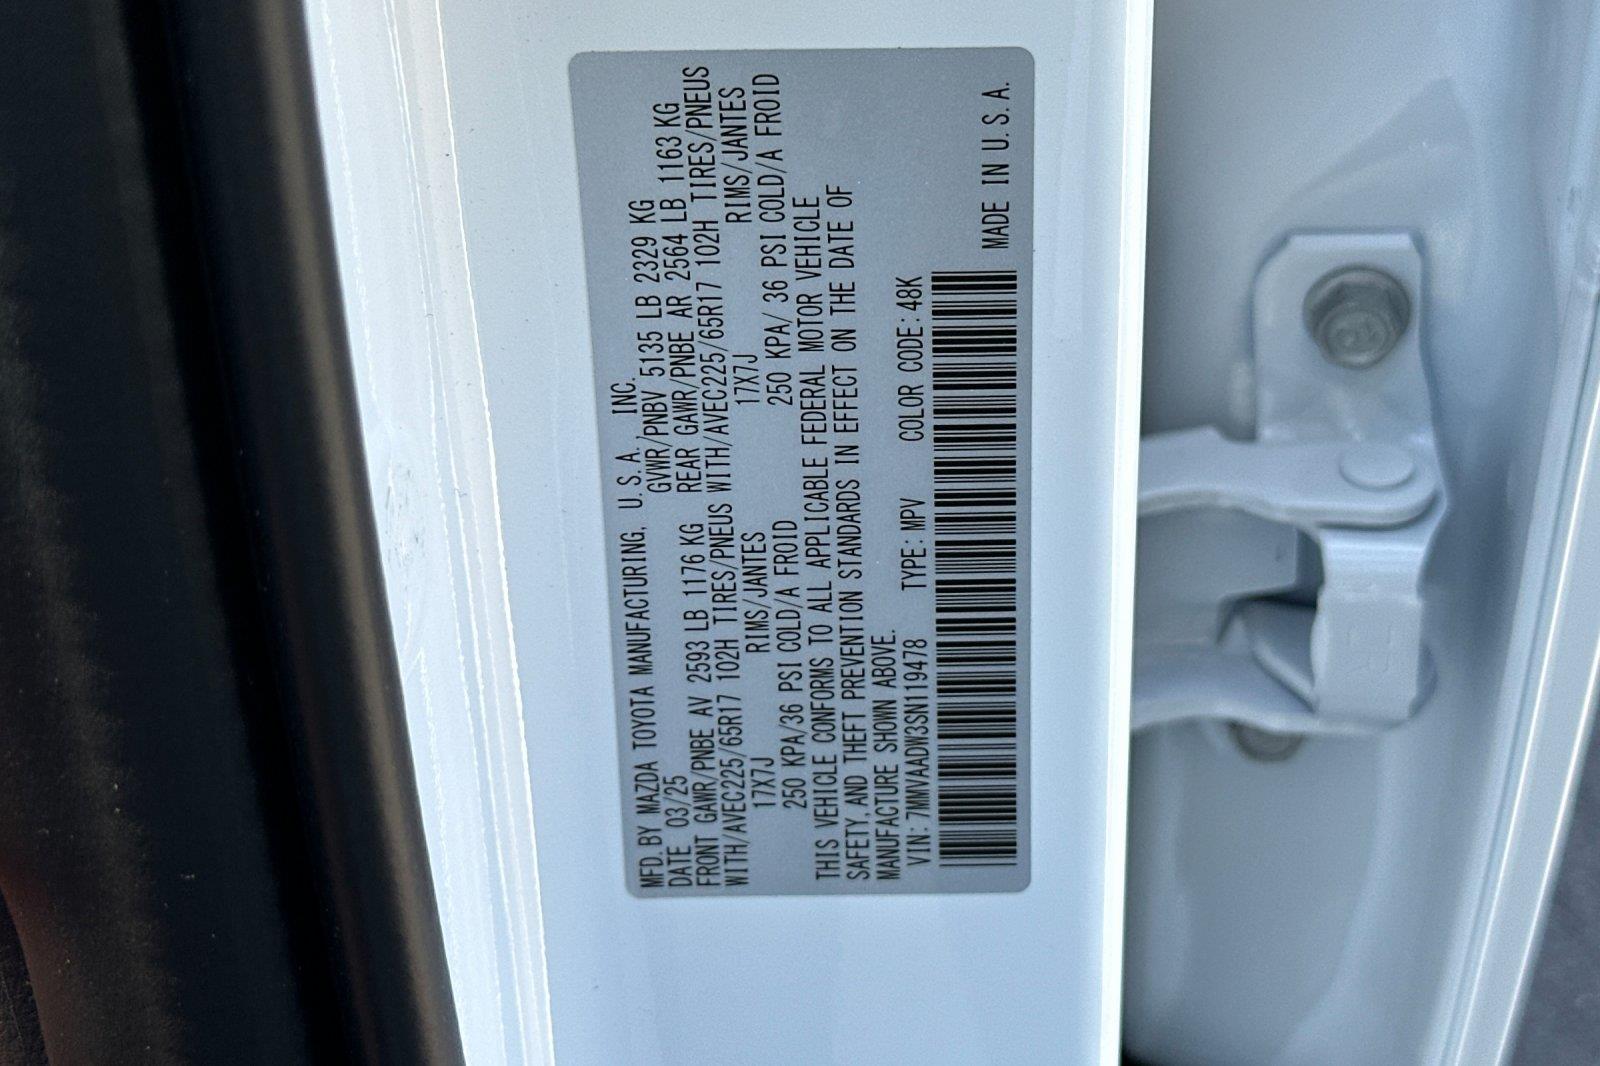 MFD. BY MAZDA TOYOTA MANUFACTURING, U. S. A. INC.
DATE 03/25 GVWR/PNBV 5135 LB 2329 KG
FRONT GAWR/PNBE AV 2593 LB 1176 KG REAR GAWR/PNBE AR 2564 LB 1163 KG
WITH/AVEC225/65R17 102H TIRES/PNEUS WITH/AVEC225/65R17 102H TIRES/PNEUS
17X7J RIMS/JANTES 17X7J RIMS/JANTES
250 KPA/36 PSI COLD/A FROID 250 KPA/ 36 PSI COLD/A FROID
THIS VEHICLE CONFORMS TO ALL APPLICABLE FEDERAL MOTOR VEHICLE
SAFETY, AND THEFT PREVENTION STANDARDS IN EFFECT ON THE DATE OF
MANUFACTURE SHOWN ABOVE.
VIN: 7MMVAADW3SN119478 TYPE: MPV COLOR CODE: 48K
MADE IN U. S. A.